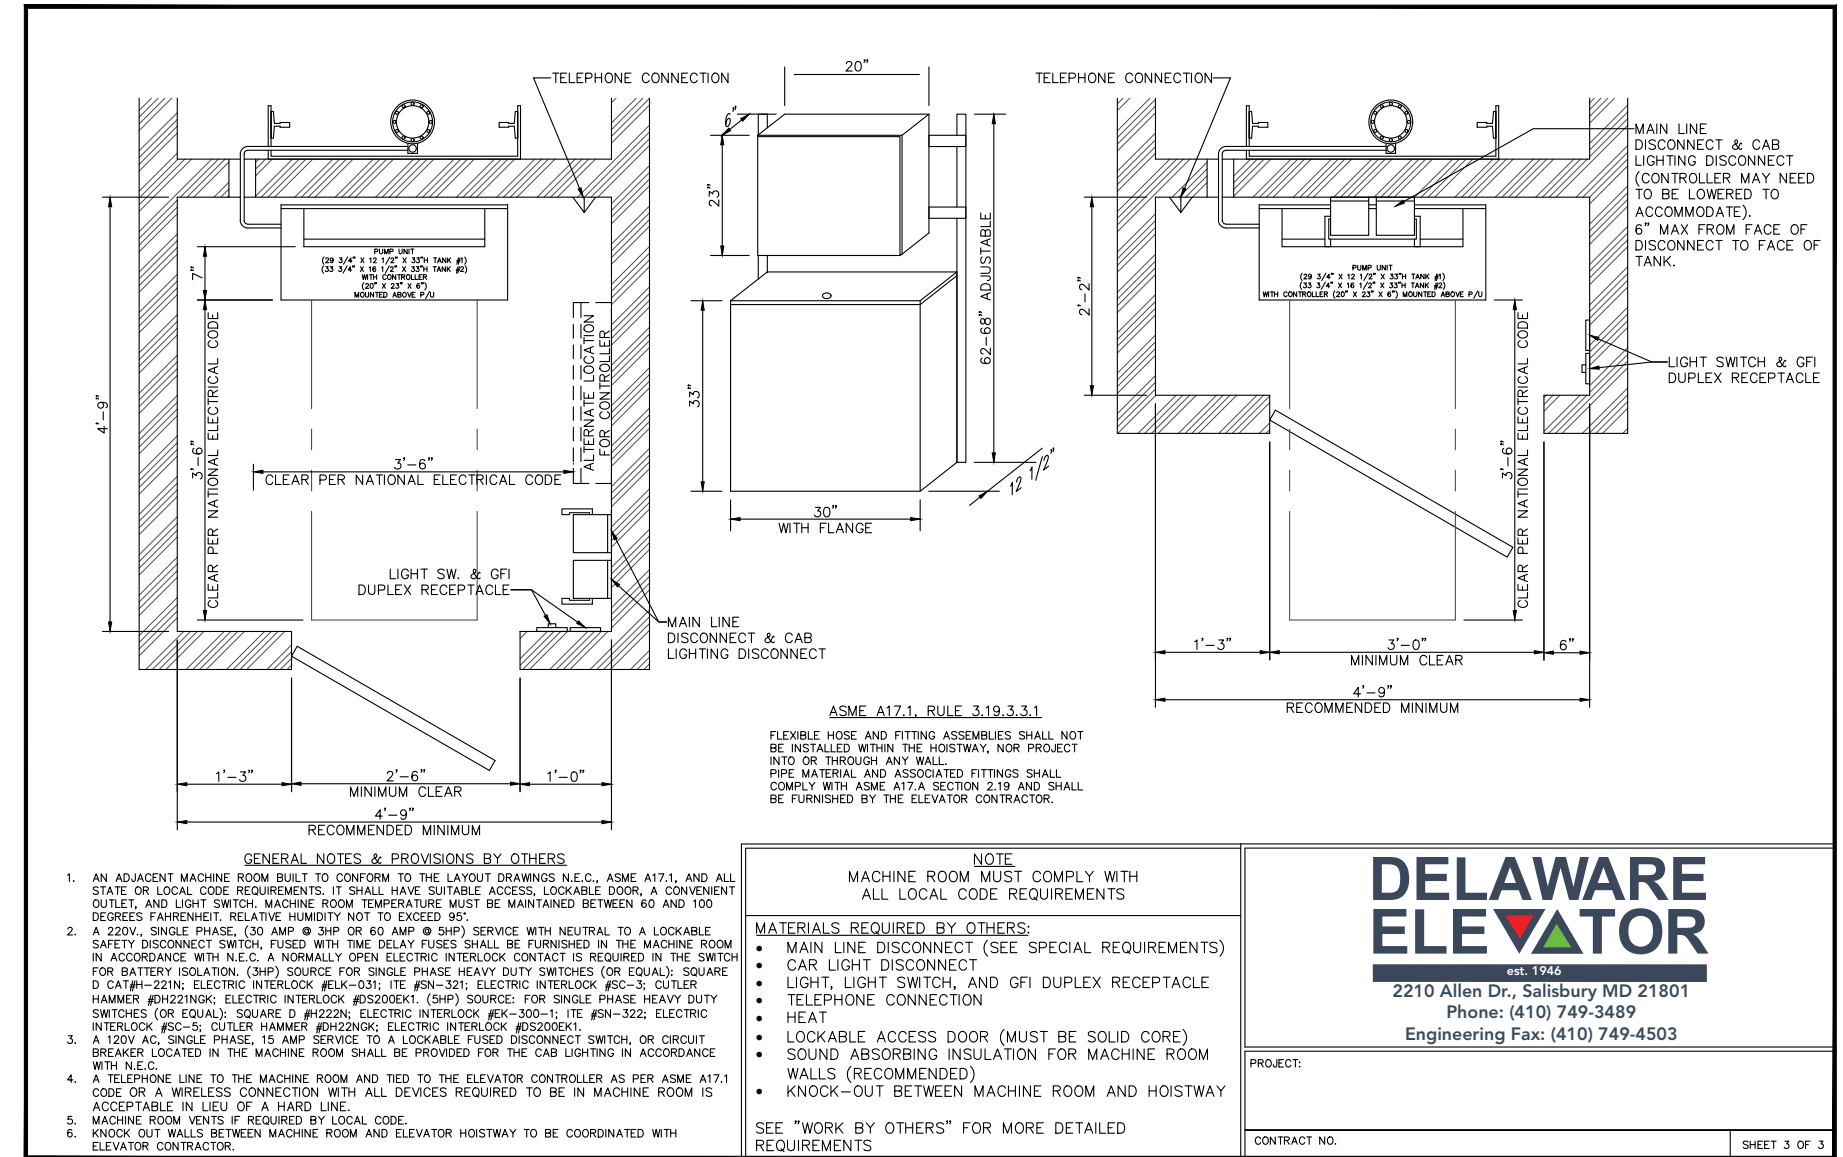 TELEPHONE CONNECTION
4'-9"
7"
3'-6"
CLEAR PER NATIONAL ELECTRICAL CODE
PUMP UNIT
(29 3/4" X 12 1/2" X 33"H TANK #1)
(33 3/4" X 16 1/2" X 33"H TANK #2)
WITH CONTROLLER
(20" X 23" X 6")
MOUNTED ABOVE P/U
ALTERNATE LOCATION
FOR CONTROLLER
3'-6"
CLEAR PER NATIONAL ELECTRICAL CODE
LIGHT SW. & GFI
DUPLEX RECEPTACLE
MAIN LINE
DISCONNECT & CAB
LIGHTING DISCONNECT
1'-3"
2'-6"
MINIMUM CLEAR
1'-0"
4'-9"
RECOMMENDED MINIMUM
20"
6"
23"
62-68" ADJUSTABLE
33"
12 1/2"
30"
WITH FLANGE
TELEPHONE CONNECTION
MAIN LINE
DISCONNECT & CAB
LIGHTING DISCONNECT
(CONTROLLER MAY NEED
TO BE LOWERED TO
ACCOMMODATE).
6" MAX FROM FACE OF
DISCONNECT TO FACE OF
TANK.
2'-2"
PUMP UNIT
(29 3/4" X 12 1/2" X 33"H TANK #1)
(33 3/4" X 16 1/2" X 33"H TANK #2)
WITH CONTROLLER (20" X 23" X 6") MOUNTED ABOVE P/U
LIGHT SWITCH & GFI
DUPLEX RECEPTACLE
3'-6"
CLEAR PER NATIONAL ELECTRICAL CODE
1'-3"
3'-0"
MINIMUM CLEAR
6"
4'-9"
RECOMMENDED MINIMUM
ASME A17.1, RULE 3.19.3.3.1
FLEXIBLE HOSE AND FITTING ASSEMBLIES SHALL NOT
BE INSTALLED WITHIN THE HOISTWAY, NOR PROJECT
INTO OR THROUGH ANY WALL.
PIPE MATERIAL AND ASSOCIATED FITTINGS SHALL
COMPLY WITH ASME A17.A SECTION 2.19 AND SHALL
BE FURNISHED BY THE ELEVATOR CONTRACTOR.
GENERAL NOTES & PROVISIONS BY OTHERS
1. AN ADJACENT MACHINE ROOM BUILT TO CONFORM TO THE LAYOUT DRAWINGS N.E.C., ASME A17.1, AND ALL
STATE OR LOCAL CODE REQUIREMENTS. IT SHALL HAVE SUITABLE ACCESS, LOCKABLE DOOR, A CONVENIENT
OUTLET, AND LIGHT SWITCH. MACHINE ROOM TEMPERATURE MUST BE MAINTAINED BETWEEN 60 AND 100
DEGREES FAHRENHEIT. RELATIVE HUMIDITY NOT TO EXCEED 95°.
2. A 220V., SINGLE PHASE, (30 AMP @ 3HP OR 60 AMP @ 5HP) SERVICE WITH NEUTRAL TO A LOCKABLE
SAFETY DISCONNECT SWITCH, FUSED WITH TIME DELAY FUSES SHALL BE FURNISHED IN THE MACHINE ROOM
IN ACCORDANCE WITH N.E.C. A NORMALLY OPEN ELECTRIC INTERLOCK CONTACT IS REQUIRED IN THE SWITCH
FOR BATTERY ISOLATION. (3HP) SOURCE FOR SINGLE PHASE HEAVY DUTY SWITCHES (OR EQUAL): SQUARE
D CAT#H-221N; ELECTRIC INTERLOCK #ELK-031; ITE #SN-321; ELECTRIC INTERLOCK #SC-3; CUTLER
HAMMER #DH221NGK; ELECTRIC INTERLOCK #DS200EK1. (5HP) SOURCE: FOR SINGLE PHASE HEAVY DUTY
SWITCHES (OR EQUAL): SQUARE D #H222N; ELECTRIC INTERLOCK #EK-300-1; ITE #SN-322; ELECTRIC
INTERLOCK #SC-5; CUTLER HAMMER #DH22NGK; ELECTRIC INTERLOCK #DS200EK1.
3. A 120V AC, SINGLE PHASE, 15 AMP SERVICE TO A LOCKABLE FUSED DISCONNECT SWITCH, OR CIRCUIT
BREAKER LOCATED IN THE MACHINE ROOM SHALL BE PROVIDED FOR THE CAB LIGHTING IN ACCORDANCE
WITH N.E.C.
4. A TELEPHONE LINE TO THE MACHINE ROOM AND TIED TO THE ELEVATOR CONTROLLER AS PER ASME A17.1
CODE OR A WIRELESS CONNECTION WITH ALL DEVICES REQUIRED TO BE IN MACHINE ROOM IS
ACCEPTABLE IN LIEU OF A HARD LINE.
5. MACHINE ROOM VENTS IF REQUIRED BY LOCAL CODE.
6. KNOCK OUT WALLS BETWEEN MACHINE ROOM AND ELEVATOR HOISTWAY TO BE COORDINATED WITH
ELEVATOR CONTRACTOR.
NOTE
MACHINE ROOM MUST COMPLY WITH
ALL LOCAL CODE REQUIREMENTS
MATERIALS REQUIRED BY OTHERS:
• MAIN LINE DISCONNECT (SEE SPECIAL REQUIREMENTS)
• CAR LIGHT DISCONNECT
• LIGHT, LIGHT SWITCH, AND GFI DUPLEX RECEPTACLE
• TELEPHONE CONNECTION
• HEAT
• LOCKABLE ACCESS DOOR (MUST BE SOLID CORE)
• SOUND ABSORBING INSULATION FOR MACHINE ROOM
WALLS (RECOMMENDED)
• KNOCK-OUT BETWEEN MACHINE ROOM AND HOISTWAY
SEE "WORK BY OTHERS" FOR MORE DETAILED
REQUIREMENTS
DELAWARE
ELEVATOR
est. 1946
2210 Allen Dr., Salisbury MD 21801
Phone: (410) 749-3489
Engineering Fax: (410) 749-4503
PROJECT:
CONTRACT NO.
SHEET 3 OF 3